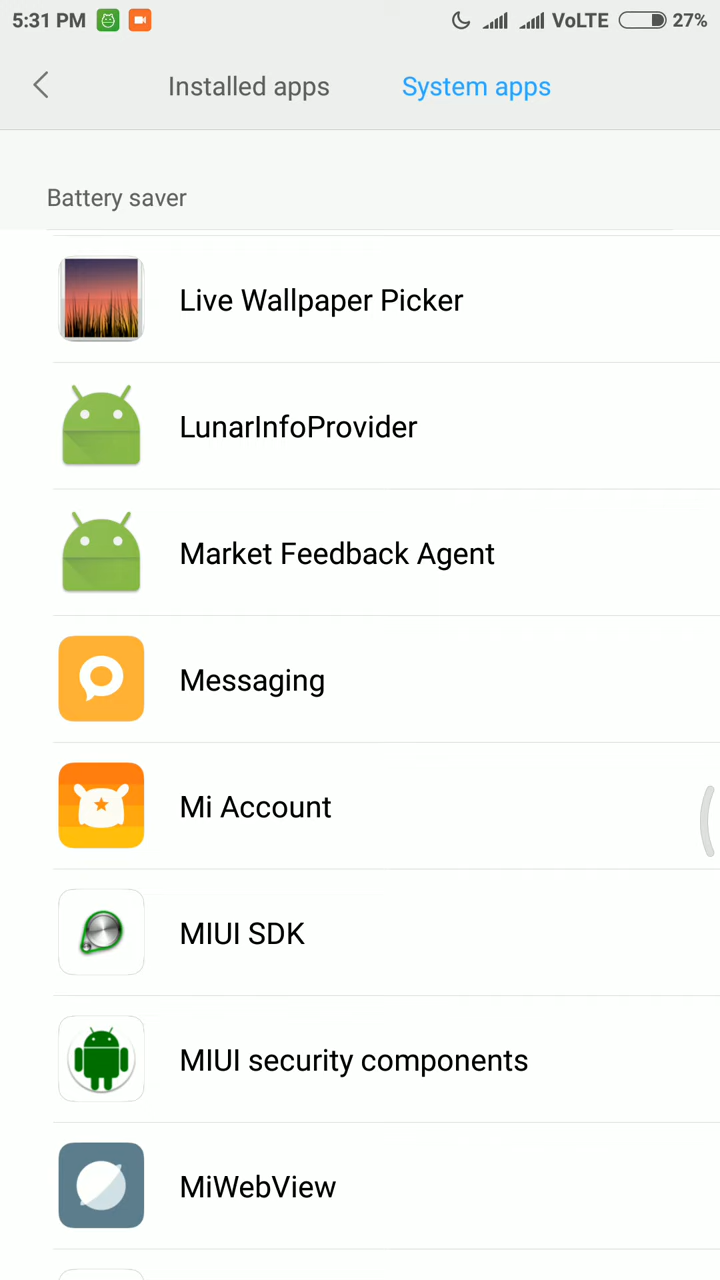 5:31 PM VoLTE 27%
Installed apps System apps
Battery saver
Live Wallpaper Picker
LunarInfoProvider
Market Feedback Agent
Messaging
Mi Account
MIUI SDK
MIUI security components
MiWebView